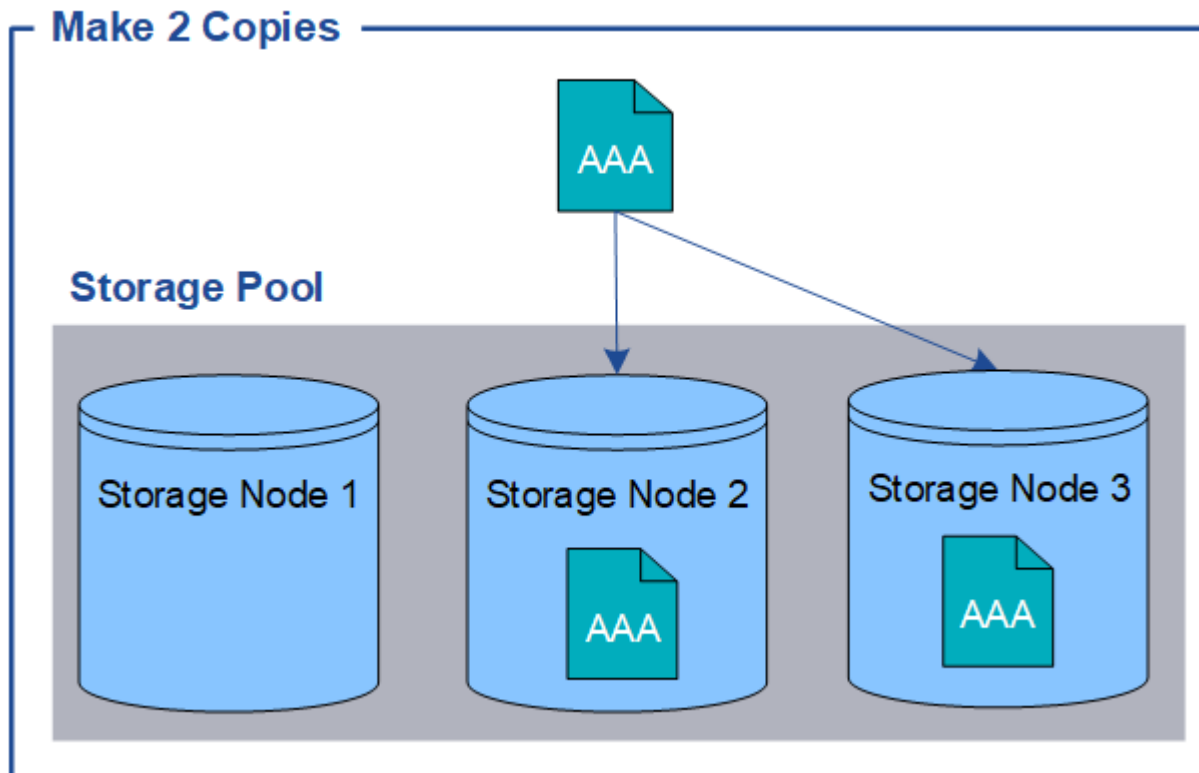 Make 2 Copies
AAA
Storage Pool
Storage Node 1
Storage Node 2
Storage Node 3
AAA
AAA